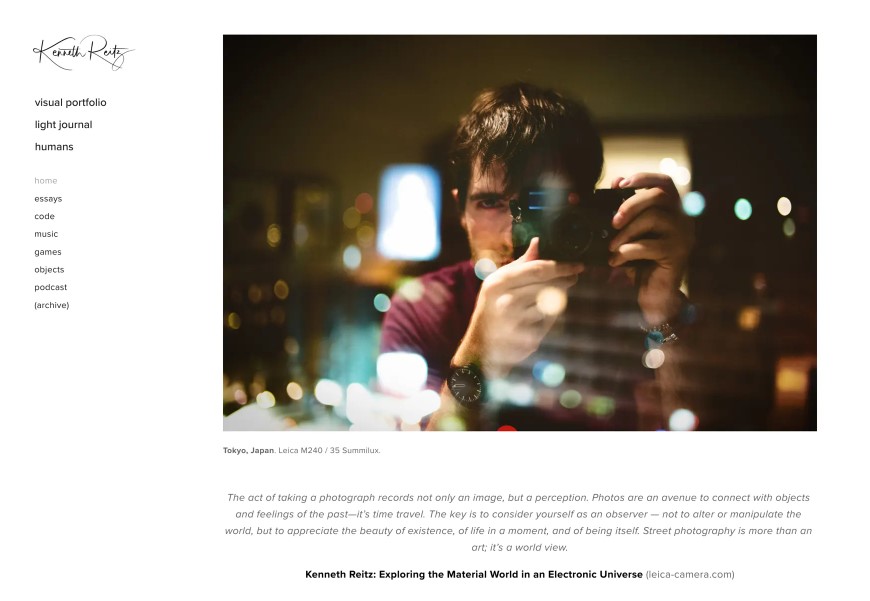 Kenneth Reitz
visual portfolio
light journal
humans
home
essays
code
music
games
objects
podcast
(archive)
Tokyo, Japan. Leica M240 / 35 Summilux.
The act of taking a photograph records not only an image, but a perception. Photos are an avenue to connect with objects
and feelings of the past—it's time travel. The key is to consider yourself as an observer — not to alter or manipulate the
world, but to appreciate the beauty of existence, of life in a moment, and of being itself. Street photography is more than an
art; it's a world view.
Kenneth Reitz: Exploring the Material World in an Electronic Universe (leica-camera.com)